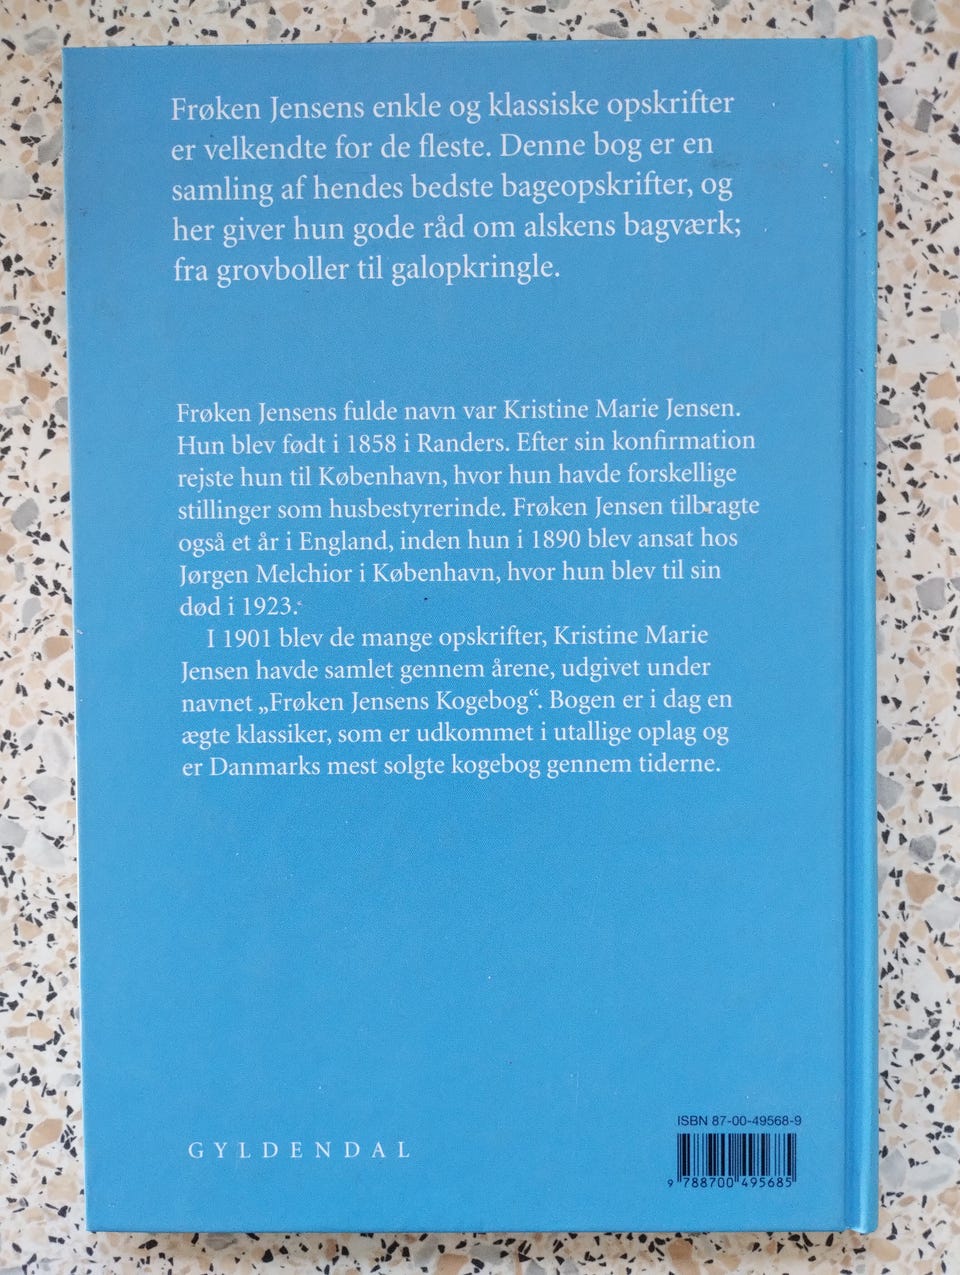 Frøken Jensens enkle og klassiske opskrifter
er velkendte for de fleste. Denne bog er en
samling af hendes bedste bageopskrifter, og
her giver hun gode råd om alskens bagværk;
fra grovboller til galopkringle.
Frøken Jensens fulde navn var Kristine Marie Jensen.
Hun blev født i 1858 i Randers. Efter sin konfirmation
rejste hun til København, hvor hun havde forskellige
stillinger som husbestyrerinde. Frøken Jensen tilbragte
også et år i England, inden hun i 1890 blev ansat hos
Jørgen Melchior i København, hvor hun blev til sin
død i 1923.
I 1901 blev de mange opskrifter, Kristine Marie
Jensen havde samlet gennem årene, udgivet under
navnet „Frøken Jensens Kogebog“. Bogen er i dag en
ægte klassiker, som er udkommet i utallige oplag og
er Danmarks mest solgte kogebog gennem tiderne.
GYLDENDAL
ISBN 87-00-49568-9
9 788700 495685